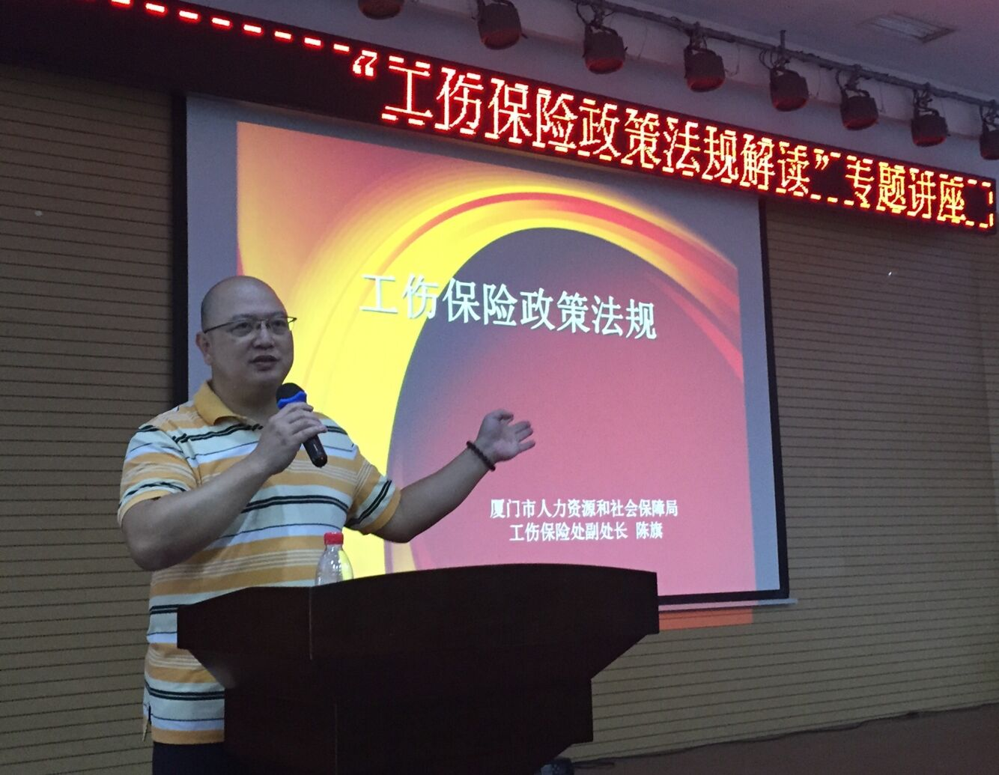 “工伤保险政策法规解读”专题讲座
工伤保险政策法规
厦门市人力资源和社会保障局
工伤保险处副处长 陈旗